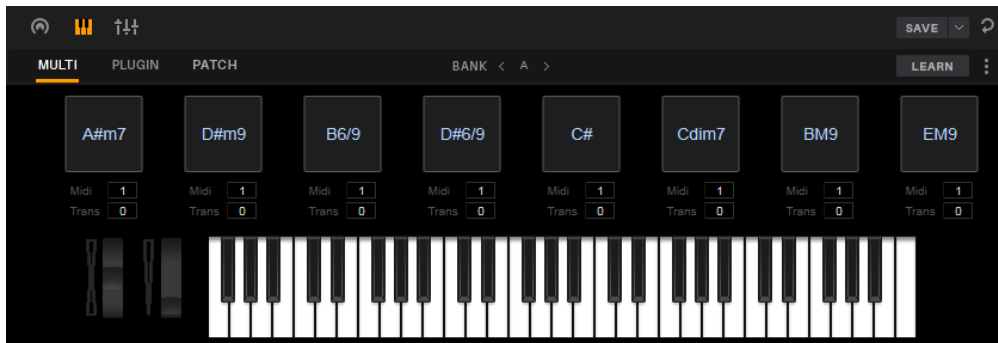 SAVE
MULTI PLUGIN PATCH BANK < A > LEARN
A#m7 D#m9 B6/9 D#6/9 C# Cdim7 BM9 EM9
Midi 1 Midi 1 Midi 1 Midi 1 Midi 1 Midi 1 Midi 1 Midi 1
Trans 0 Trans 0 Trans 0 Trans 0 Trans 0 Trans 0 Trans 0 Trans 0